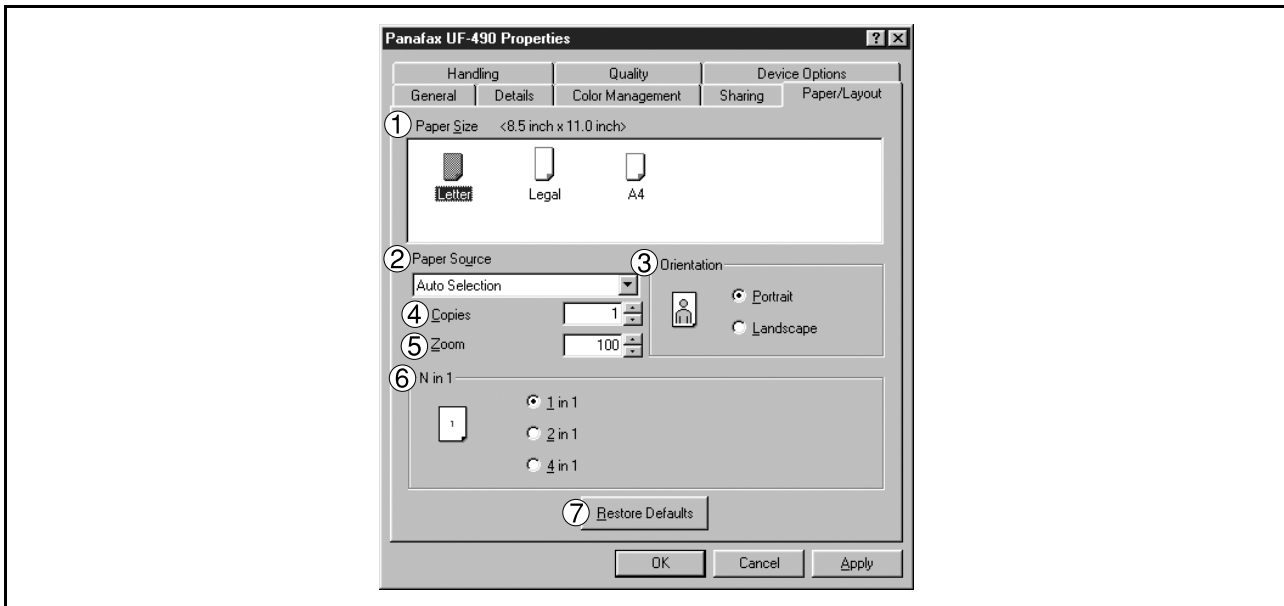 Panafax UF-490 Properties
Handling Quality Device Options
General Details Color Management Sharing Paper/Layout
1 Paper Size <8.5 inch x 11.0 inch>
Letter Legal A4
2 Paper Source
Auto Selection
3 Orientation
Portrait
Landscape
4 Copies 1
5 Zoom 100
6 N in 1
1
1 in 1
2 in 1
4 in 1
7 Restore Defaults
OK Cancel Apply